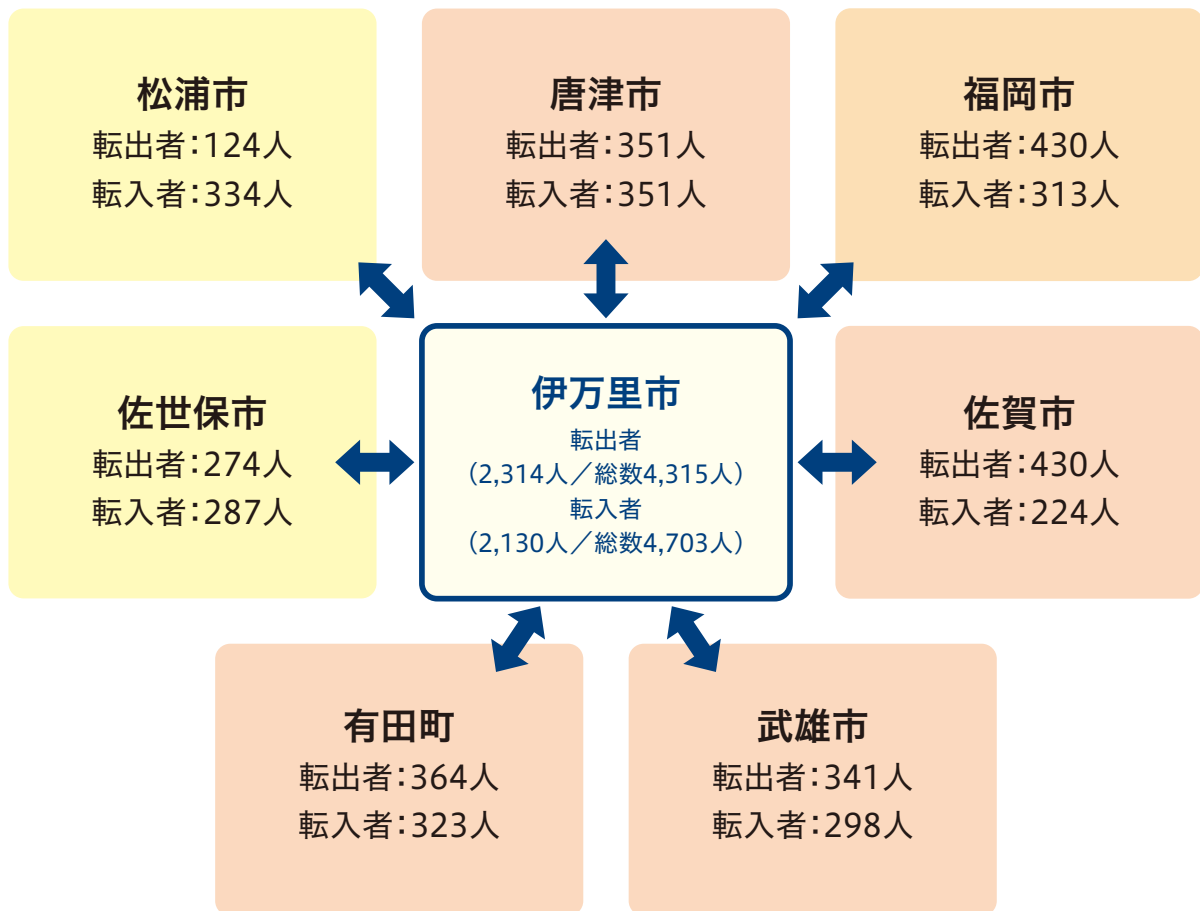 松浦市
転出者：124人
転入者：334人
唐津市
転出者：351人
転入者：351人
福岡市
転出者：430人
転入者：313人
佐世保市
転出者：274人
転入者：287人
伊万里市
転出者
（2,314人／総数4,315人）
転入者
（2,130人／総数4,703人）
佐賀市
転出者：430人
転入者：224人
有田町
転出者：364人
転入者：323人
武雄市
転出者：341人
転入者：298人